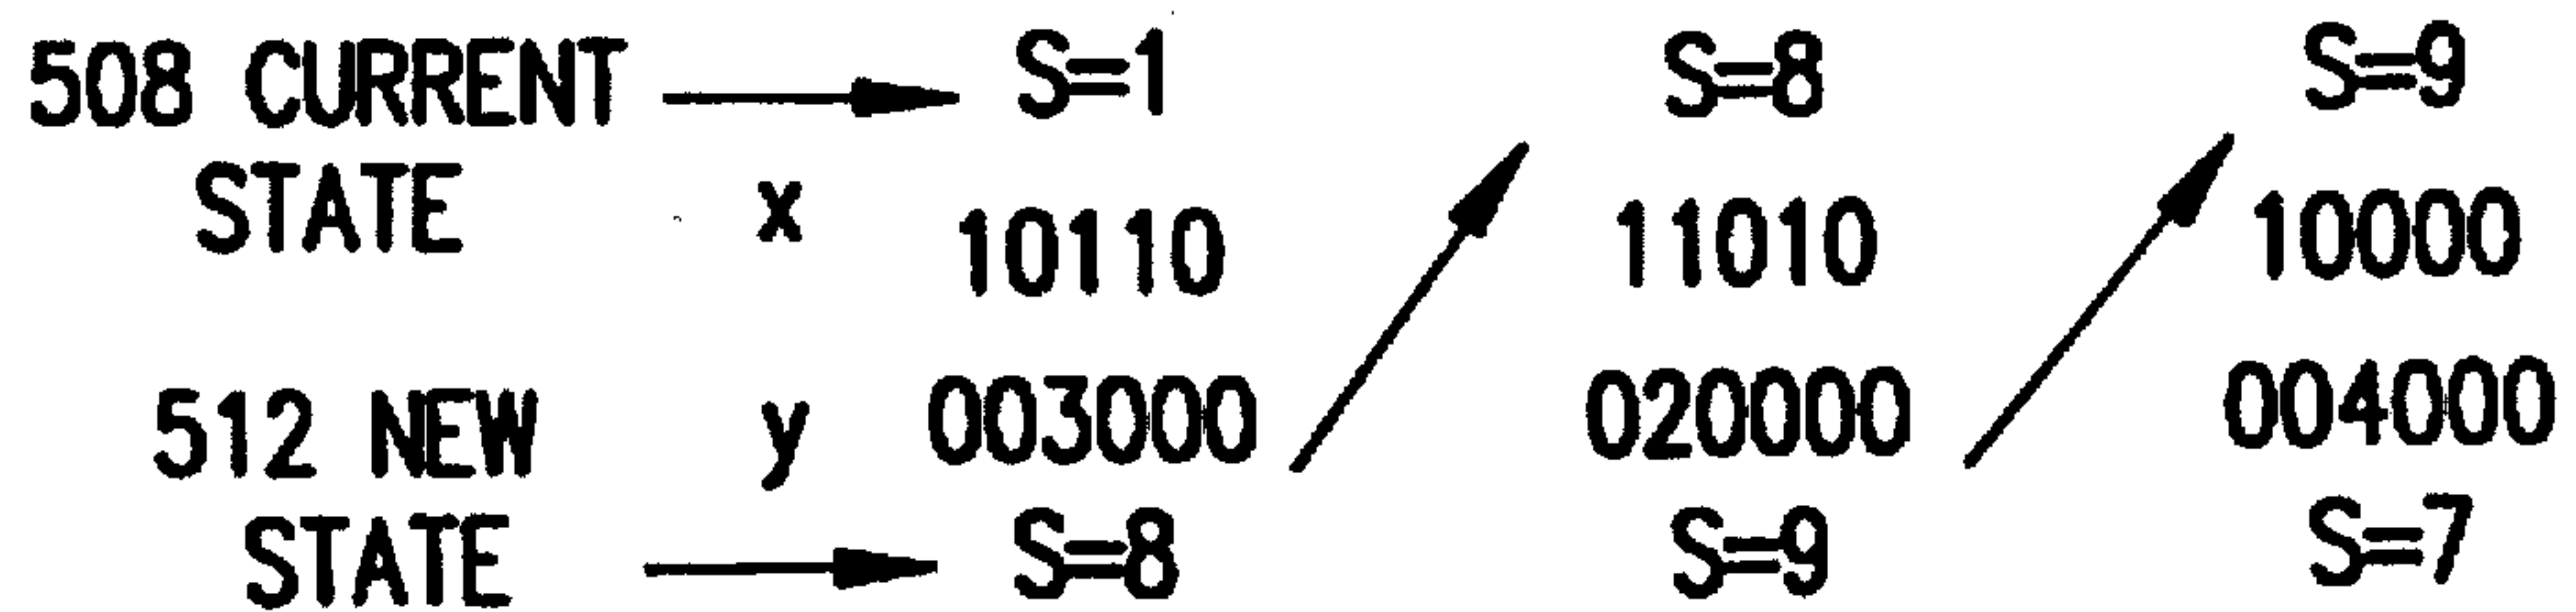 508 CURRENT S=1 S=8 S=9
STATE x 10110 11010 10000
512 NEW y 003000 020000 004000
STATE S=8 S=9 S=7